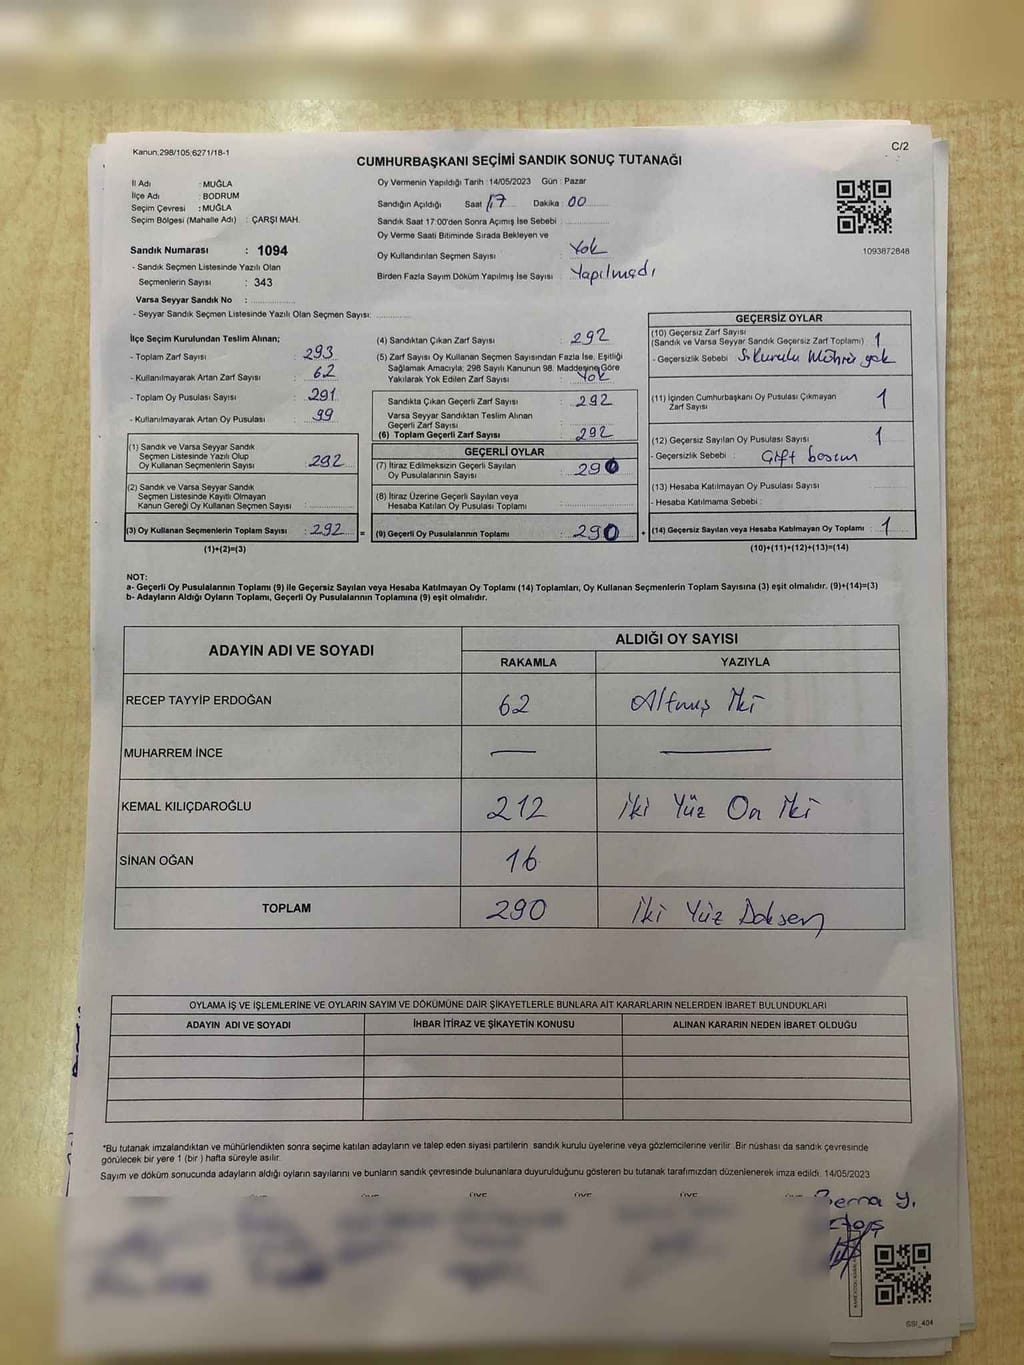 Kanun.298/105,6271/18-1
C/2
CUMHURBAŞKANI SEÇİMİ SANDIK SONUÇ TUTANAĞI
İl Adı : MUĞLA
İlçe Adı : BODRUM
Seçim Çevresi : MUĞLA
Seçim Bölgesi (Mahalle Adı) : ÇARŞI MAH.
Sandık Numarası : 1094
- Sandık Seçmen Listesinde Yazılı Olan
Seçmenlerin Sayısı : 343
Varsa Seyyar Sandık No :
- Seyyar Sandık Seçmen Listesinde Yazılı Olan Seçmen Sayısı:
Oy Vermenin Yapıldığı Tarih :14/05/2023 Gün : Pazar
Sandığın Açıldığı Saat 17 Dakika 00
Sandık Saat 17:00'den Sonra Açımış İse Sebebi :
Oy Verme Saati Bitiminde Sırada Bekleyen ve
Oy Kullandırılan Seçmen Sayısı : Yok
Birden Fazla Sayım Döküm Yapılmış İse Sayısı : Yapılmadı
1093872848
İlçe Seçim Kurulundan Teslim Alınan;
- Toplam Zarf Sayısı : 293
- Kullanılmayarak Artan Zarf Sayısı : 62
- Toplam Oy Pusulası Sayısı : 291
- Kullanılmayarak Artan Oy Pusulası : 99
(1) Sandık ve Varsa Seyyar Sandık
Seçmen Listesinde Yazılı Olup
Oy Kullanan Seçmenlerin Sayısı : 292
(2) Sandık ve Varsa Seyyar Sandık
Seçmen Listesinde Kayıtlı Olmayan
Kanun Gereği Oy Kullanan Seçmen Sayısı :
(3) Oy Kullanan Seçmenlerin Toplam Sayısı : 292 =
(1)+(2)=(3)
(4) Sandıktan Çıkan Zarf Sayısı : 292
(5) Zarf Sayısı Oy Kullanan Seçmen Sayısından Fazla İse, Eşitliği
Sağlamak Amacıyla; 298 Sayılı Kanunun 98. Maddesine Göre
Yakılarak Yok Edilen Zarf Sayısı : Yok
Sandıkta Çıkan Geçerli Zarf Sayısı : 292
Varsa Seyyar Sandıktan Teslim Alınan
Geçerli Zarf Sayısı :
(6) Toplam Geçerli Zarf Sayısı : 292
GEÇERLİ OYLAR
(7) İtiraz Edilmeksizin Geçerli Sayılan
Oy Pusulalarının Sayısı : 290
(8) İtiraz Üzerine Geçerli Sayılan veya
Hesaba Katılan Oy Pusulası Toplamı :
(9) Geçerli Oy Pusulalarının Toplamı : 290 +
GEÇERSİZ OYLAR
(10) Geçersiz Zarf Sayısı
(Sandık ve Varsa Seyyar Sandık Geçersiz Zarf Toplamı) : 1
- Geçersizlik Sebebi : S.Kurulu Mührü yok
(11) İçinden Cumhurbaşkanı Oy Pusulası Çıkmayan
Zarf Sayısı : 1
(12) Geçersiz Sayılan Oy Pusulası Sayısı : 1
- Geçersizlik Sebebi : Çift basım
(13) Hesaba Katılmayan Oy Pusulası Sayısı :
- Hesaba Katılmama Sebebi :
(14) Geçersiz Sayılan veya Hesaba Katılmayan Oy Toplamı : 1
(10)+(11)+(12)+(13)=(14)
NOT:
a- Geçerli Oy Pusulalarının Toplamı (9) ile Geçersiz Sayılan veya Hesaba Katılmayan Oy Toplamı (14) Toplamları, Oy Kullanan Seçmenlerin Toplam Sayısına (3) eşit olmalıdır. (9)+(14)=(3)
b- Adayların Aldığı Oyların Toplamı, Geçerli Oy Pusulalarının Toplamına (9) eşit olmalıdır.
ADAYIN ADI VE SOYADI
ALDIĞI OY SAYISI
RAKAMLA YAZIYLA
RECEP TAYYİP ERDOĞAN 62 Altmış İki
MUHARREM İNCE — —
KEMAL KILIÇDAROĞLU 212 İki Yüz On İki
SİNAN OĞAN 16
TOPLAM 290 İki Yüz Doksan
OYLAMA İŞ VE İŞLEMLERİNE VE OYLARIN SAYIM VE DÖKÜMÜNE DAİR ŞİKAYETLERLE BUNLARA AİT KARARLARIN NELERDEN İBARET BULUNDUKLARI
ADAYIN ADI VE SOYADI İHBAR İTİRAZ VE ŞİKAYETİN KONUSU ALINAN KARARIN NEDEN İBARET OLDUĞU
*Bu tutanak imzalandıktan ve mühürlendikten sonra seçime katılan adayların ve talep eden siyasi partilerin sandık kurulu üyelerine veya gözlemcilerine verilir. Bir nüshası da sandık çevresinde
görülecek bir yere 1 (bir ) hafta süreyle asılır.
Sayım ve döküm sonucunda adayların aldığı oyların sayılarını ve bunların sandık çevresinde bulunanlara duyurulduğunu gösteren bu tutanak tarafımızdan düzenlenerek imza edildi. 14/05/2023
ÜYE ÜYE ÜYE ÜYE
Berna Y.
SSI_404